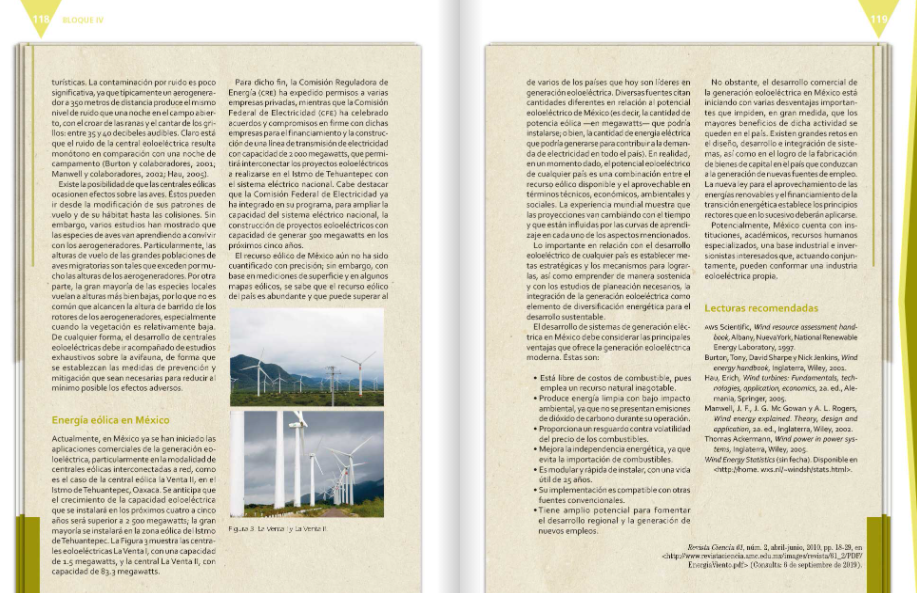 118
BLOQUE IV
turísticas. La contaminación por ruido es poco
significativa, ya que típicamente un aerogenera-
dor a 350 metros de distancia produce el mismo
nivel de ruido que una noche en el campo abier-
to, con el croar de las ranas y el cantar de los gri-
llos: entre 35 y 40 decibeles audibles. Claro está
que el ruido de la central eoloeléctrica resulta
monótono en comparación con una noche de
campamento (Burton y colaboradores, 2001;
Manwell y colaboradores, 2002; Hau, 2005).
Existe la posibilidad de que las centrales eólicas
ocasionen efectos sobre las aves. Éstos pueden
ir desde la modificación de sus patrones de
vuelo y de su hábitat hasta las colisiones. Sin
embargo, varios estudios han mostrado que
las especies de aves van aprendiendo a convivir
con los aerogeneradores. Particularmente, las
alturas de vuelo de las grandes poblaciones de
aves migratorias son tales que exceden por mu-
cho las alturas de los aerogeneradores. Por otra
parte, la gran mayoría de las especies locales
vuelan a alturas más bien bajas, por lo que no es
común que alcancen la altura de barrido de los
rotores de los aerogeneradores, especialmente
cuando la vegetación es relativamente baja.
De cualquier forma, el desarrollo de centrales
eoloeléctricas debe ir acompañado de estudios
exhaustivos sobre la avifauna, de forma que
se establezcan las medidas de prevención y
mitigación que sean necesarias para reducir al
mínimo posible los efectos adversos.
Energía eólica en México
Actualmente, en México ya se han iniciado las
aplicaciones comerciales de la generación eo-
loeléctrica, particularmente en la modalidad de
centrales eólicas interconectadas a red, como
es el caso de la central eólica la Venta II, en el
Istmo de Tehuantepec, Oaxaca. Se anticipa que
el crecimiento de la capacidad eoloeléctrica
que se instalará en los próximos cuatro a cinco
años será superior a 2 500 megawatts; la gran
mayoría se instalará en la zona eólica del Istmo
de Tehuantepec. La Figura 3 muestra las centra-
les eoloeléctricas La Venta I, con una capacidad
de 1.5 megawatts, y la central La Venta II, con
capacidad de 83.3 megawatts.
Para dicho fin, la Comisión Reguladora de
Energía (CRE) ha expedido permisos a varias
empresas privadas, mientras que la Comisión
Federal de Electricidad (CFE) ha celebrado
acuerdos y compromisos en firme con dichas
empresas para el financiamiento y la construc-
ción de una línea de transmisión de electricidad
con capacidad de 2 000 megawatts, que permi-
tirá interconectar los proyectos eoloeléctricos
a realizarse en el Istmo de Tehuantepec con
el sistema eléctrico nacional. Cabe destacar
que la Comisión Federal de Electricidad ya
ha integrado en su programa, para ampliar la
capacidad del sistema eléctrico nacional, la
construcción de proyectos eoloeléctricos con
capacidad de generar 500 megawatts en los
próximos cinco años.
El recurso eólico de México aún no ha sido
cuantificado con precisión; sin embargo, con
base en mediciones de superficie y en algunos
mapas eólicos, se sabe que el recurso eólico
del país es abundante y que puede superar al
Figura 3. La Venta I y La Venta II.
119
de varios de los países que hoy son líderes en
generación eoloeléctrica. Diversas fuentes citan
cantidades diferentes en relación al potencial
eoloeléctrico de México (es decir, la cantidad de
potencia eólica —en megawatts— que podría
instalarse; o bien, la cantidad de energía eléctrica
que podría generarse para contribuir a la deman-
da de electricidad en todo el país). En realidad,
en un momento dado, el potencial eoloeléctrico
de cualquier país es una combinación entre el
recurso eólico disponible y el aprovechable en
términos técnicos, económicos, ambientales y
sociales. La experiencia mundial muestra que
las proyecciones van cambiando con el tiempo
y que están influidas por las curvas de aprendi-
zaje en cada uno de los aspectos mencionados.
Lo importante en relación con el desarrollo
eoloeléctrico de cualquier país es establecer me-
tas estratégicas y los mecanismos para lograr-
las, así como emprender de manera sostenida
y con los estudios de planeación necesarios, la
integración de la generación eoloeléctrica como
elemento de diversificación energética para el
desarrollo sustentable.
El desarrollo de sistemas de generación eléc-
trica en México debe considerar las principales
ventajas que ofrece la generación eoloeléctrica
moderna. Éstas son:
• Está libre de costos de combustible, pues
emplea un recurso natural inagotable.
• Produce energía limpia con bajo impacto
ambiental, ya que no se presentan emisiones
de dióxido de carbono durante su operación.
• Proporciona un resguardo contra volatilidad
del precio de los combustibles.
• Mejora la independencia energética, ya que
evita la importación de combustibles.
• Es modular y rápida de instalar, con una vida
útil de 25 años.
• Su implementación es compatible con otras
fuentes convencionales.
• Tiene amplio potencial para fomentar
el desarrollo regional y la generación de
nuevos empleos.
No obstante, el desarrollo comercial de
la generación eoloeléctrica en México está
iniciando con varias desventajas importan-
tes que impiden, en gran medida, que los
mayores beneficios de dicha actividad se
queden en el país. Existen grandes retos en
el diseño, desarrollo e integración de siste-
mas, así como en el logro de la fabricación
de bienes de capital en el país que conduzcan
a la generación de nuevas fuentes de empleo.
La nueva ley para el aprovechamiento de las
energías renovables y el financiamiento de la
transición energética establece los principios
rectores que en lo sucesivo deberán aplicarse.
Potencialmente, México cuenta con ins-
tituciones, académicos, recursos humanos
especializados, una base industrial e inver-
sionistas interesados que, actuando conjun-
tamente, pueden conformar una industria
eoloeléctrica propia.
Lecturas recomendadas
AWS Scientific, Wind resource assessment hand-
book, Albany, Nueva York, National Renewable
Energy Laboratory, 1997.
Burton, Tony, David Sharpe y Nick Jenkins, Wind
energy handbook, Inglaterra, Wiley, 2001.
Hau, Erich, Wind turbines: Fundamentals, tech-
nologies, application, economics, 2a. ed., Ale-
mania, Springer, 2005.
Manwell, J. F., J. G. Mc Gowan y A. L. Rogers,
Wind energy explained. Theory, design and
application, 2a. ed., Inglaterra, Wiley, 2002.
Thomas Ackermann, Wind power in power sys-
tems, Inglaterra, Wiley, 2005.
Wind Energy Statistics (sin fecha). Disponible en
<http://home. wxs.nl/~windsh/stats.html>.
Revista Ciencia 61, núm. 2, abril-junio, 2010, pp. 18-29, en
<http://www.revistaciencia.amc.edu.mx/images/revista/61_2/PDF/
EnergiaViento.pdf> (Consulta: 6 de septiembre de 2019).